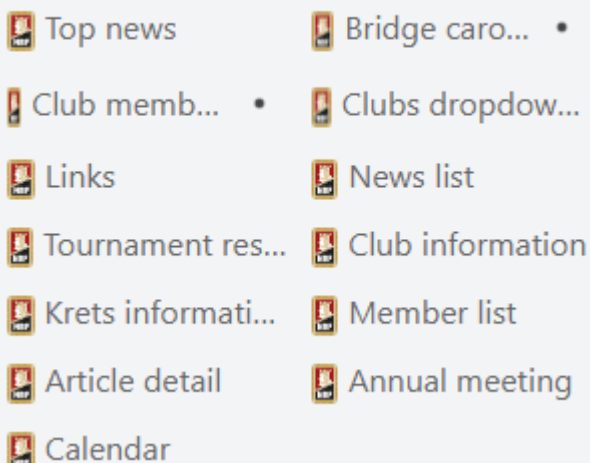 Top news
Bridge caro...
Club memb...
Clubs dropdow...
Links
News list
Tournament res...
Club information
Krets informati...
Member list
Article detail
Annual meeting
Calendar